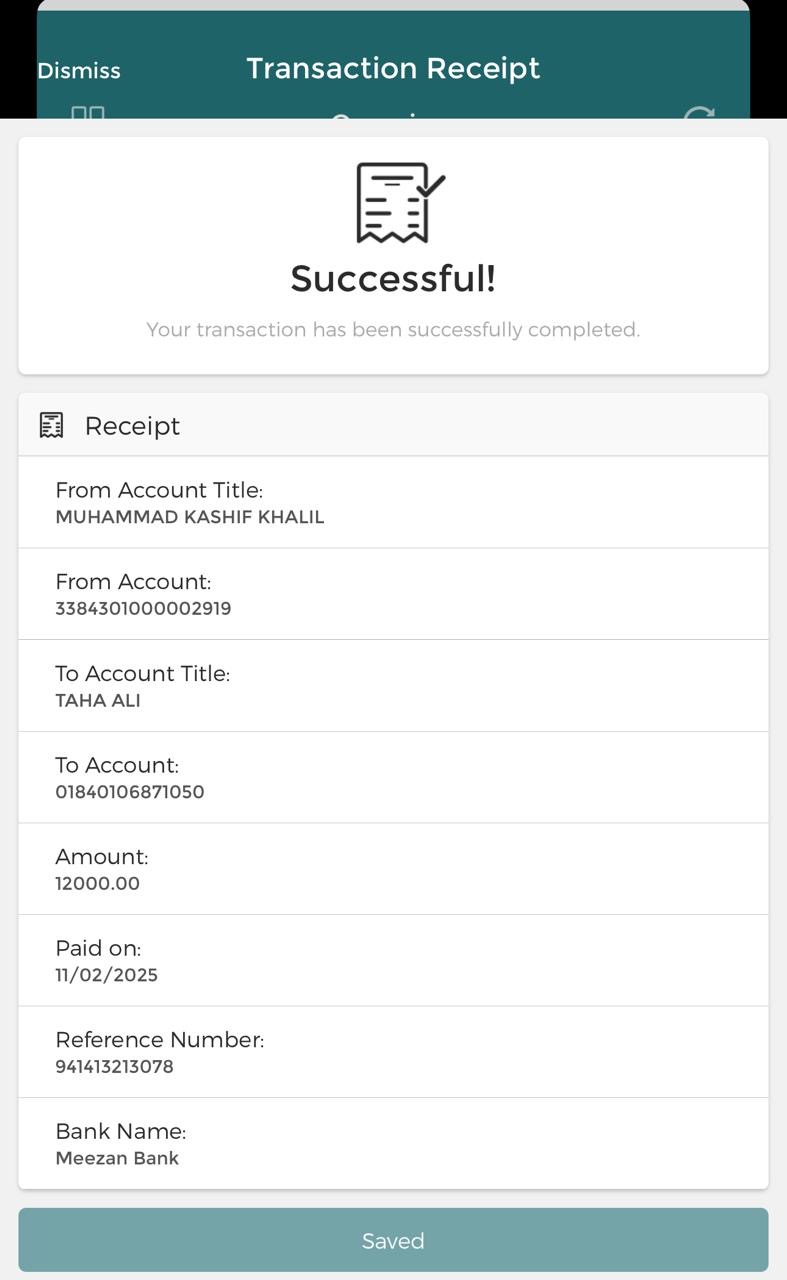 Dismiss
Transaction Receipt
Successful!
Your transaction has been successfully completed.
Receipt
From Account Title:
MUHAMMAD KASHIF KHALIL
From Account:
3384301000002919
To Account Title:
TAHA ALI
To Account:
01840106871050
Amount:
12000.00
Paid on:
11/02/2025
Reference Number:
941413213078
Bank Name:
Meezan Bank
Saved